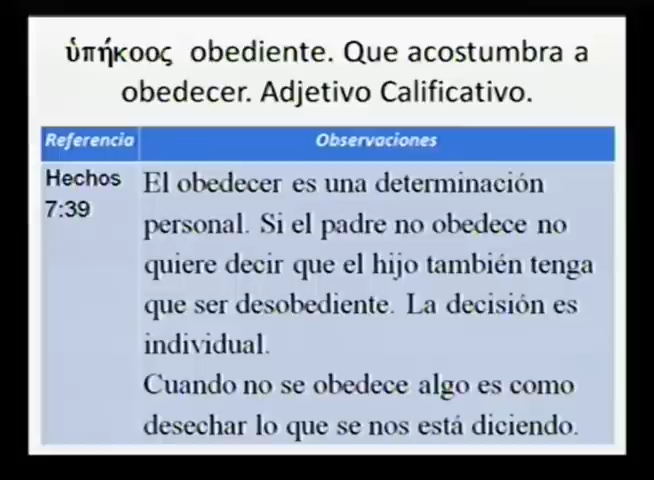 ὑπήκοος obediente. Que acostumbra a
obedecer. Adjetivo Calificativo.
Referencia Observaciones
Hechos 7:39
El obedecer es una determinación
personal. Si el padre no obedece no
quiere decir que el hijo también tenga
que ser desobediente. La decisión es
individual.
Cuando no se obedece algo es como
desechar lo que se nos está diciendo.